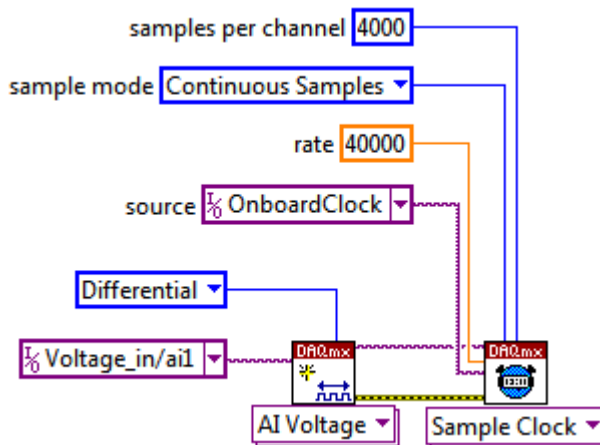 samples per channel 4000
sample mode Continuous Samples
rate 40000
source I/O OnboardClock
Differential
I/O Voltage_in/ai1
DAQmx
DAQmx
AI Voltage
Sample Clock